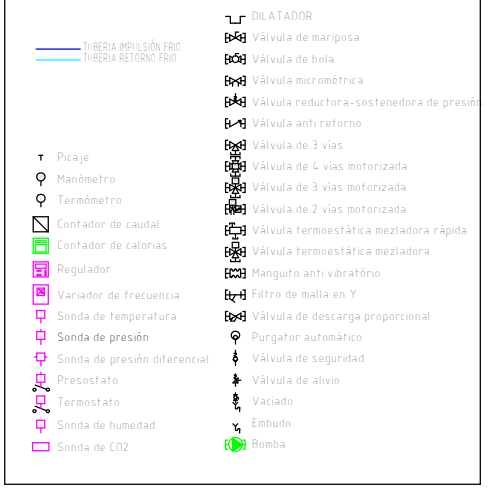 TUBERIA IMPULSIÓN FRIO
TUBERIA RETORNO FRIO
Picaje
Manómetro
Termómetro
Contador de caudal
Contador de calorias
Regulador
Variador de frecuencia
Sonda de temperatura
Sonda de presión
Sonda de presión diferencial
Presostato
Termostato
Sonda de humedad
Sonda de CO2
DILATADOR
Válvula de mariposa
Válvula de bola
Válvula micrométrica
Válvula reductora-sostenedora de presión
Válvula anti retorno
Válvula de 3 vías
Válvula de 4 vías motorizada
Válvula de 3 vías motorizada
Válvula de 2 vías motorizada
Válvula termoestática mezladora rápida
Válvula termoestática mezladora
Manguito anti vibratório
Filtro de malla en Y
Válvula de descarga proporcional
Purgator automático
Válvula de seguridad
Válvula de alivio
Vaciado
Embudo
Bomba